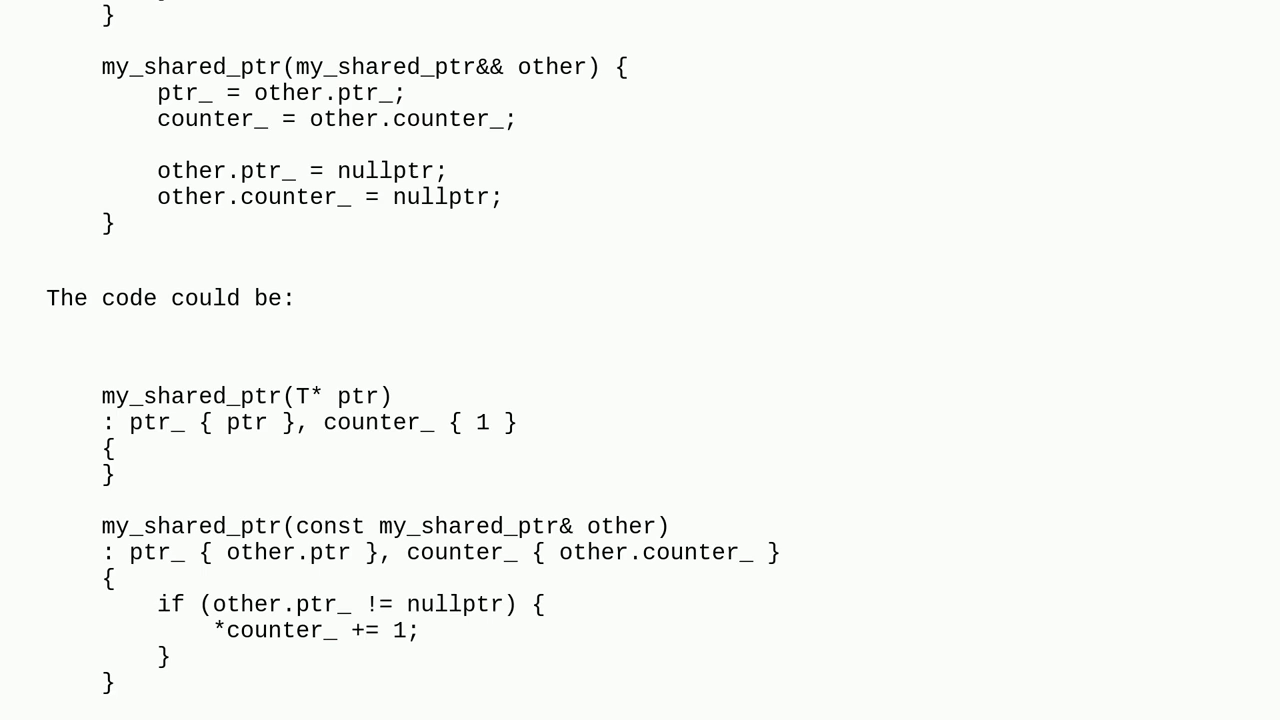 }
my_shared_ptr(my_shared_ptr&& other) {
ptr_ = other.ptr_;
counter_ = other.counter_;
other.ptr_ = nullptr;
other.counter_ = nullptr;
}
The code could be:
my_shared_ptr(T* ptr)
: ptr_ { ptr }, counter_ { 1 }
{
}
my_shared_ptr(const my_shared_ptr& other)
: ptr_ { other.ptr }, counter_ { other.counter_ }
{
if (other.ptr_ != nullptr) {
*counter_ += 1;
}
}